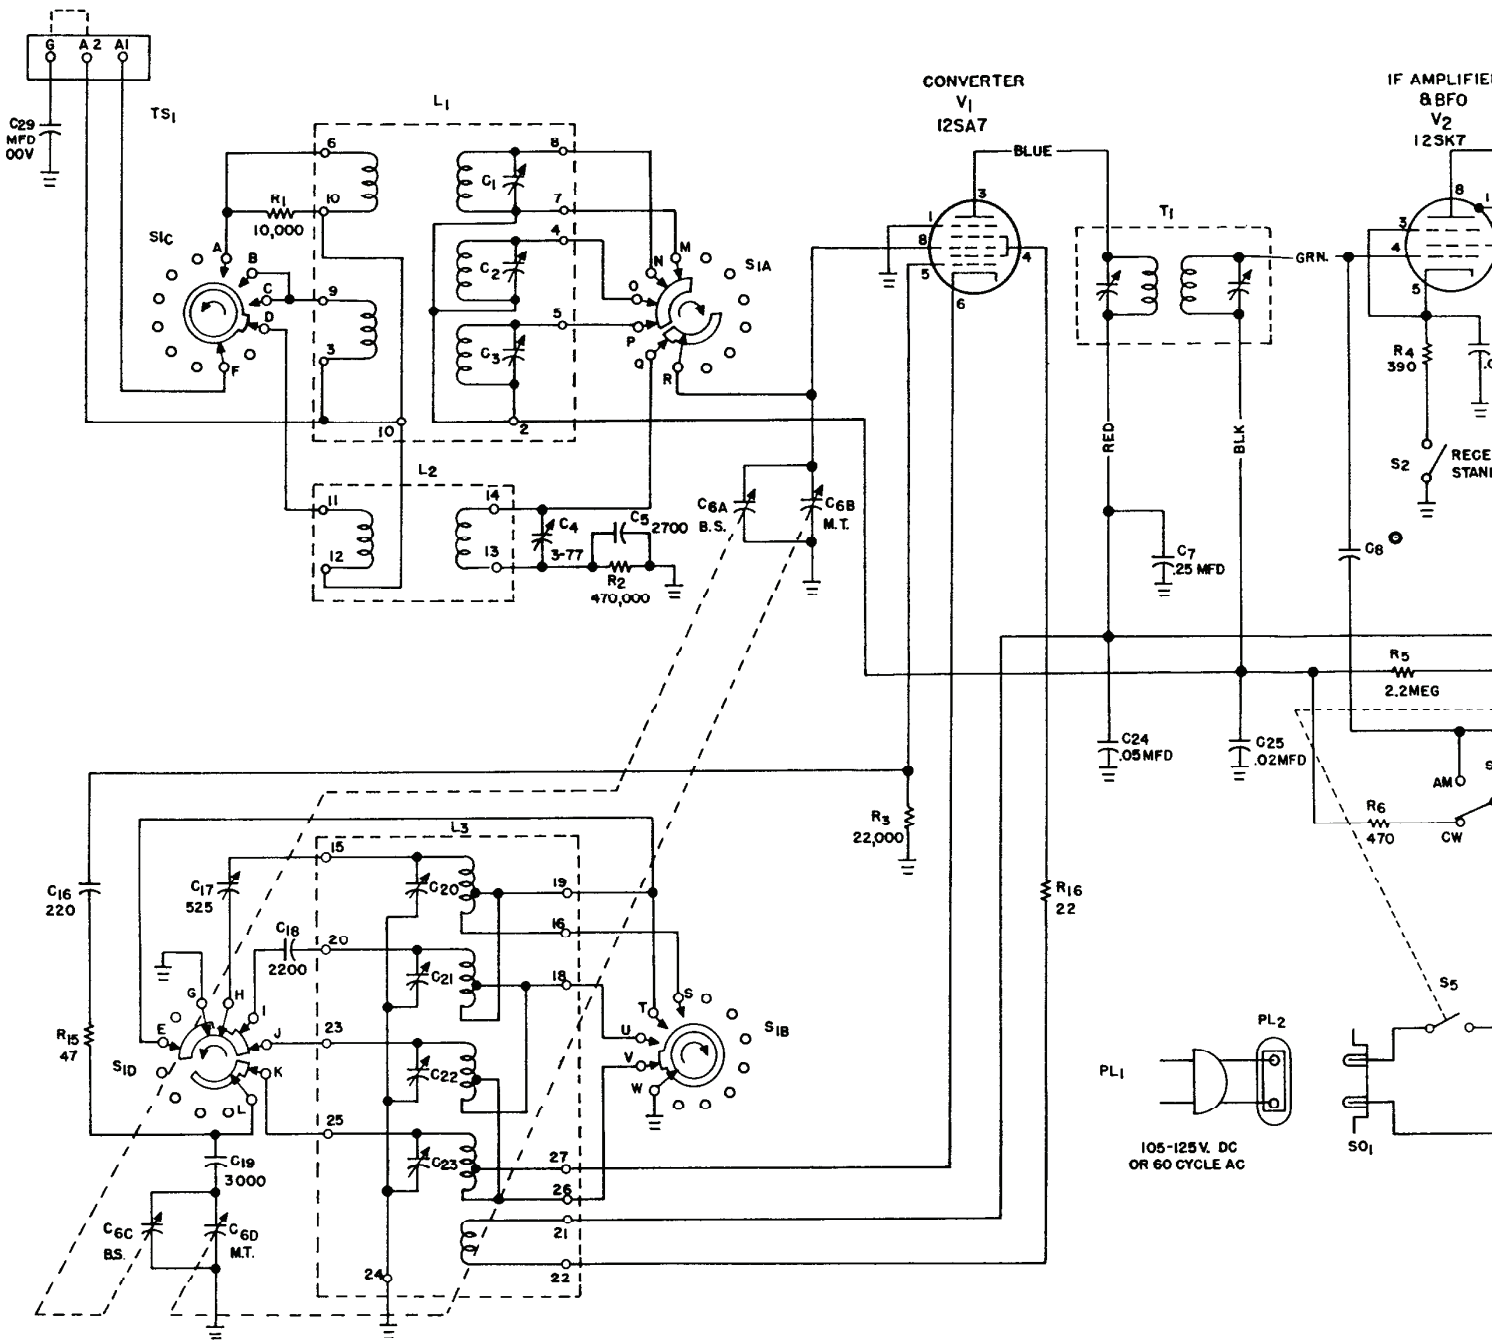 G A2 A1
TS1
C29
MFD
00V
L1
6
8
C1
R1
10,000
10
7
S1C
A
B
C
D
F
4
C2
9
5
C3
3
10
2
M
N
O
P
Q
R
S1A
L2
11
12
14
13
C4
3-77
C5
2700
R2
470,000
CONVERTER
V1
12SA7
BLUE
3
1
8
5
4
6
T1
GRN.
RED
BLK
IF AMPLIFIE
& BFO
V2
12SK7
8
1
3
4
5
R4
390
S2
RECE
STAN
C6A
B.S.
C6B
M.T.
C7
.25 MFD
C8
R5
2.2MEG
C24
.05MFD
C25
.02MFD
AM
CW
R6
470
R3
22,000
R16
22
L3
15
C20
19
16
C16
220
C17
525
C18
2200
20
C21
18
G
H
I
E
J
K
L
S1D
R15
47
23
C22
T
S
U
V
W
S1B
25
C23
27
26
21
22
24
C19
3000
C6C
B.S.
C6D
M.T.
S5
PL2
PL1
SO1
105-125V. DC
OR 60 CYCLE AC